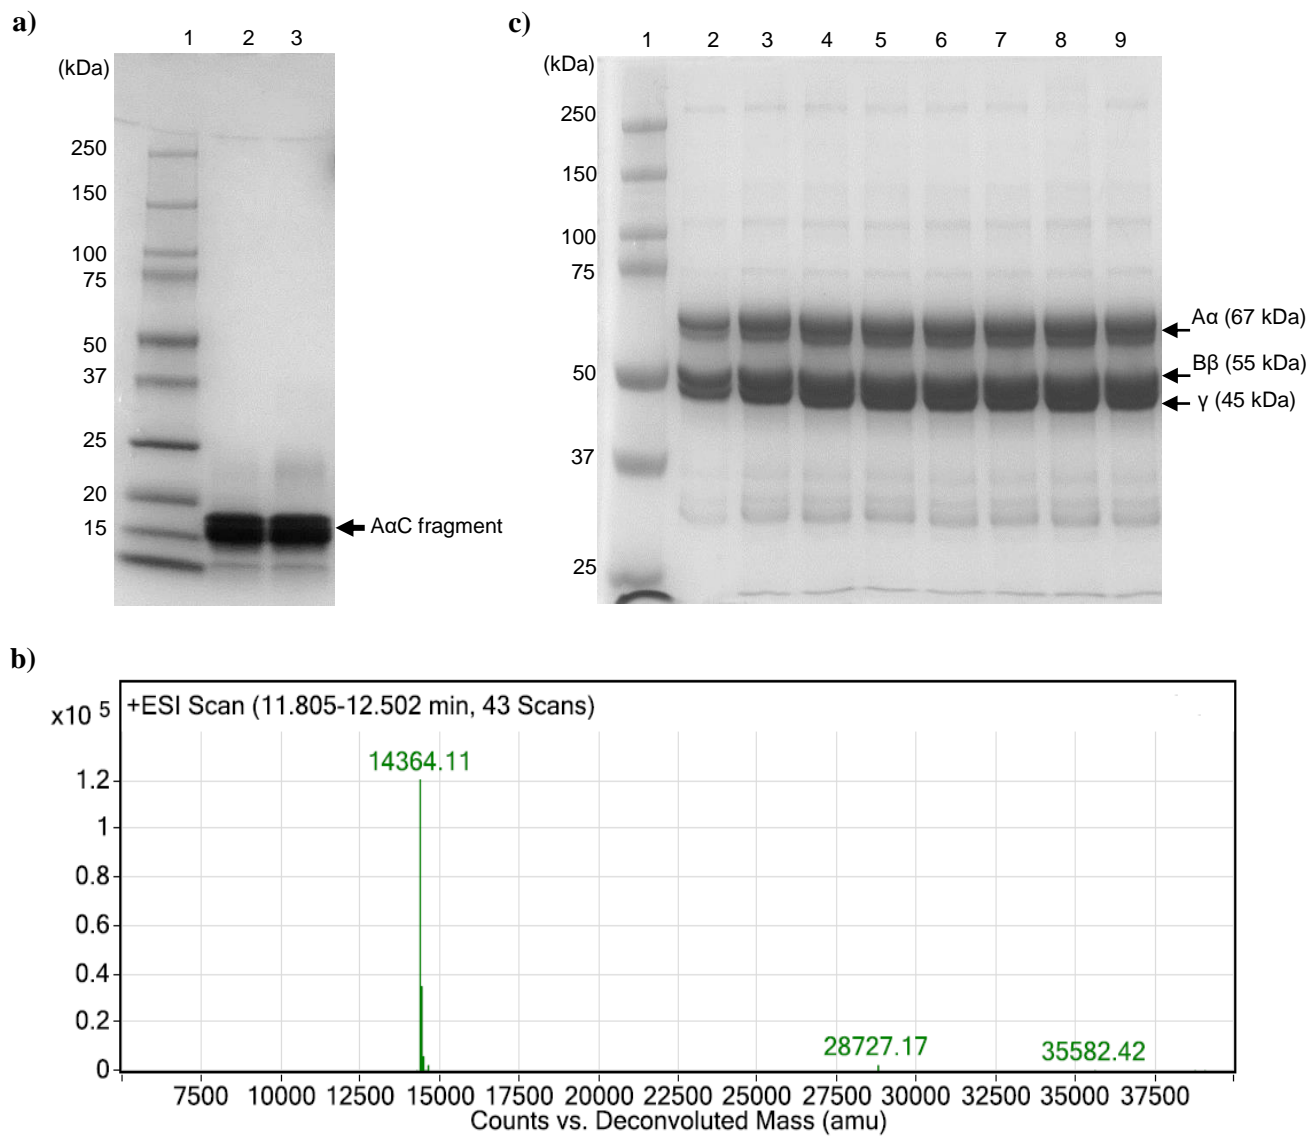 a)
1 2 3
(kDa)
250
150
100
75
50
37
25
20
15
AαC fragment
c)
1 2 3 4 5 6 7 8 9
(kDa)
250
150
100
75
50
37
25
Aα (67 kDa)
Bβ (55 kDa)
γ (45 kDa)
b)
x10 5
+ESI Scan (11.805-12.502 min, 43 Scans)
14364.11
1.2
1
0.8
0.6
0.4
0.2
0
28727.17
35582.42
7500 10000 12500 15000 17500 20000 22500 25000 27500 30000 32500 35000 37500
Counts vs. Deconvoluted Mass (amu)